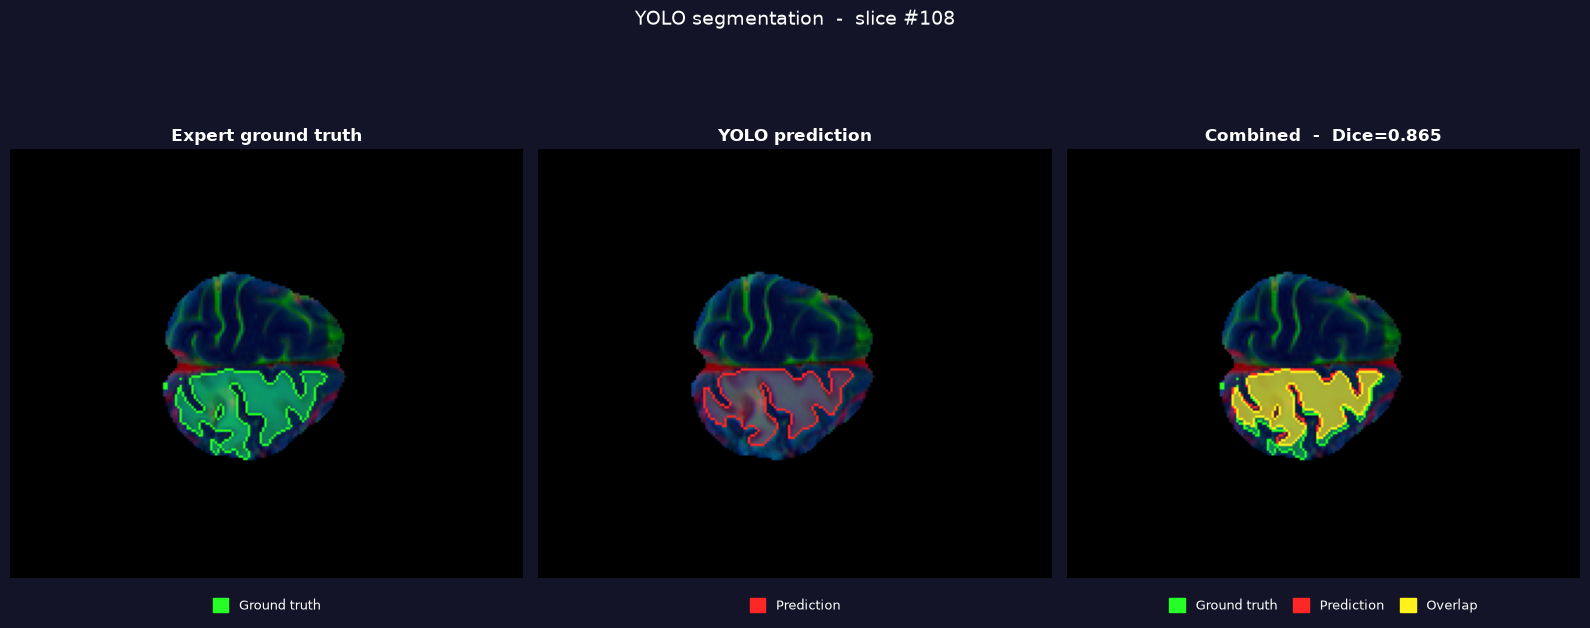 YOLO segmentation - slice #108
Expert ground truth
YOLO prediction
Combined - Dice=0.865
Ground truth
Prediction
Ground truth
Prediction
Overlap